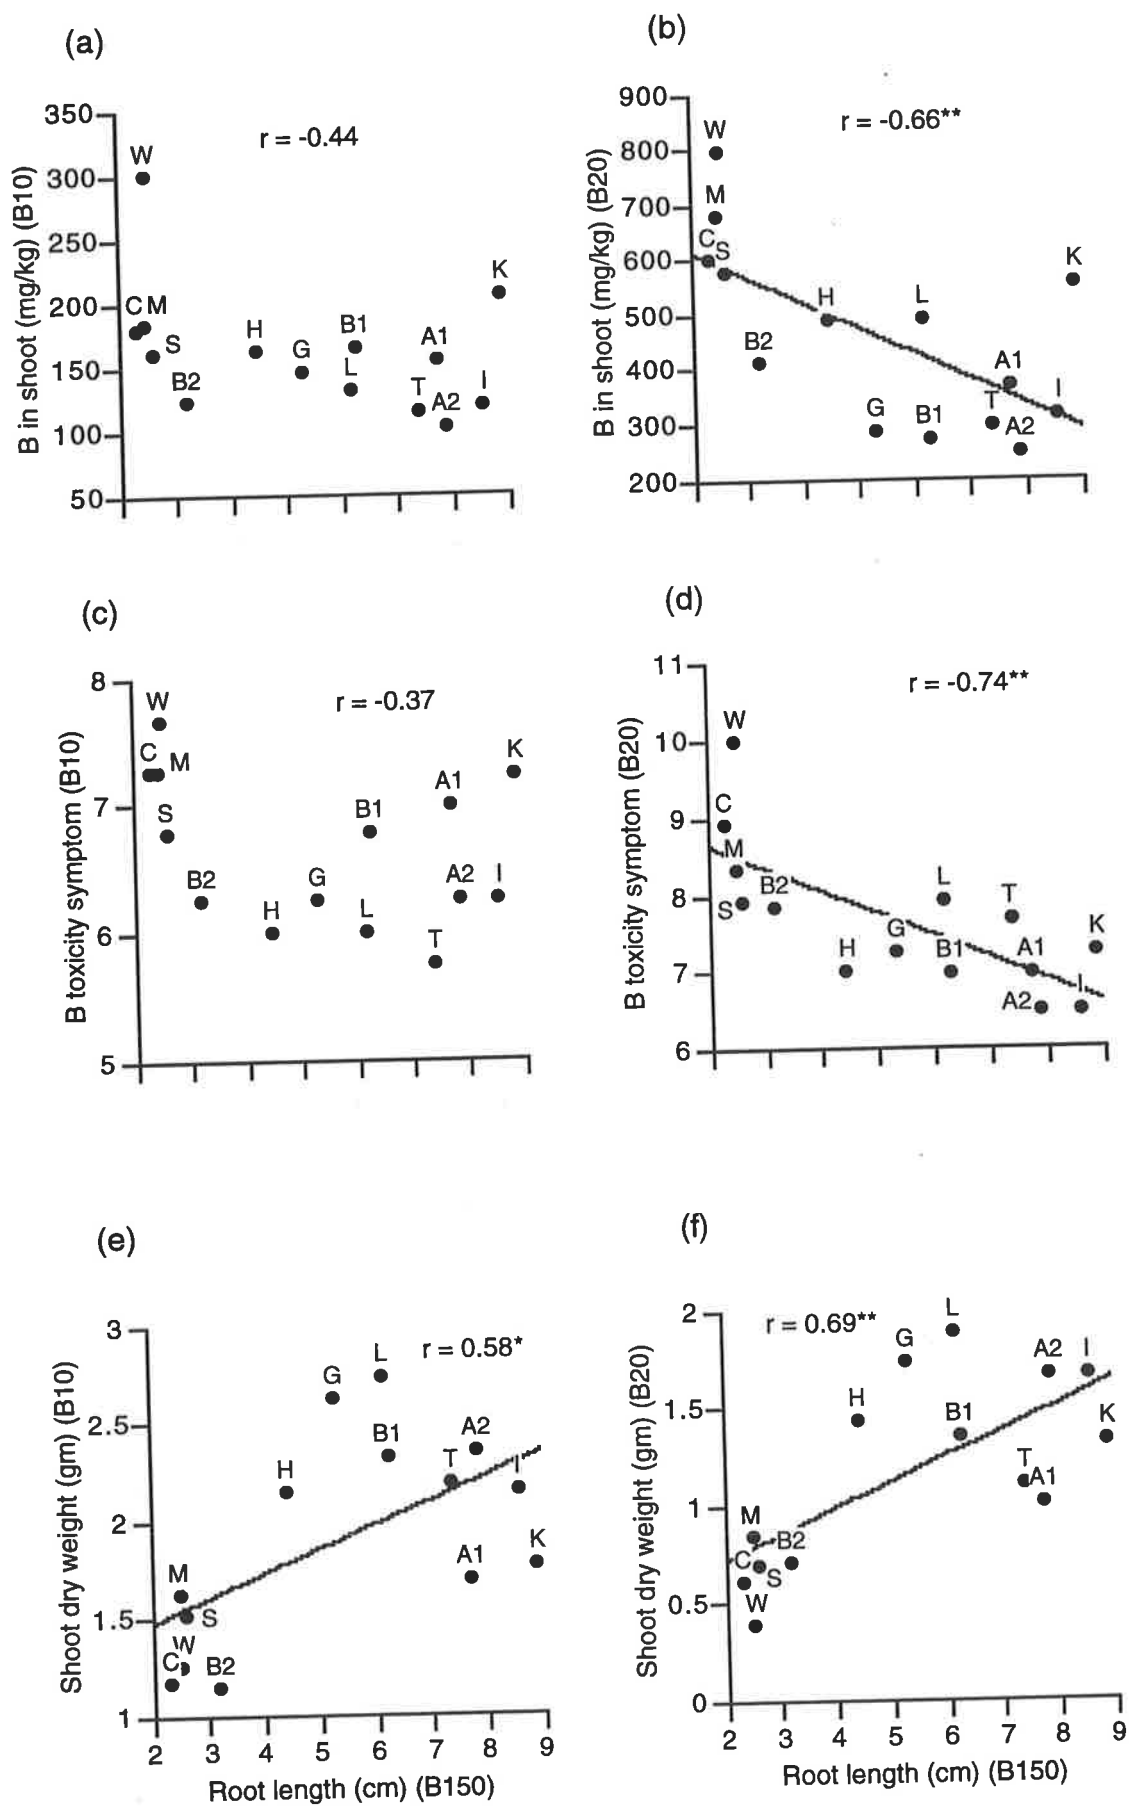 (a)
350
300
250
200
150
100
50
B in shoot (mg/kg) (B10)
r = -0.44
W
C M
S
B2
H
G
B1
L
T
A1
A2
I
K
(b)
900
800
700
600
500
400
300
200
B in shoot (mg/kg) (B20)
r = -0.66**
W
M
C S
B2
H
G
L
B1
T
A1
A2
I
K
(c)
8
7
6
5
B toxicity symptom (B10)
r = -0.37
W
C M
S
B2
H
G
B1
L
T
A1
A2
I
K
(d)
11
10
9
8
7
6
B toxicity symptom (B20)
r = -0.74**
W
C
M
S
B2
H
G
L
B1
T
A1
A2
I
K
(e)
3
2.5
2
1.5
1
Shoot dry weight (gm) (B10)
r = 0.58*
L
G
B1
A2
T
I
H
K
A1
M
S
W
C
B2
2 3 4 5 6 7 8 9
Root length (cm) (B150)
(f)
2
1.5
1
0.5
0
Shoot dry weight (gm) (B20)
r = 0.69**
L
G
A2
I
H
B1
K
T
A1
M
B2
C
S
W
2 3 4 5 6 7 8 9
Root length (cm) (B150)